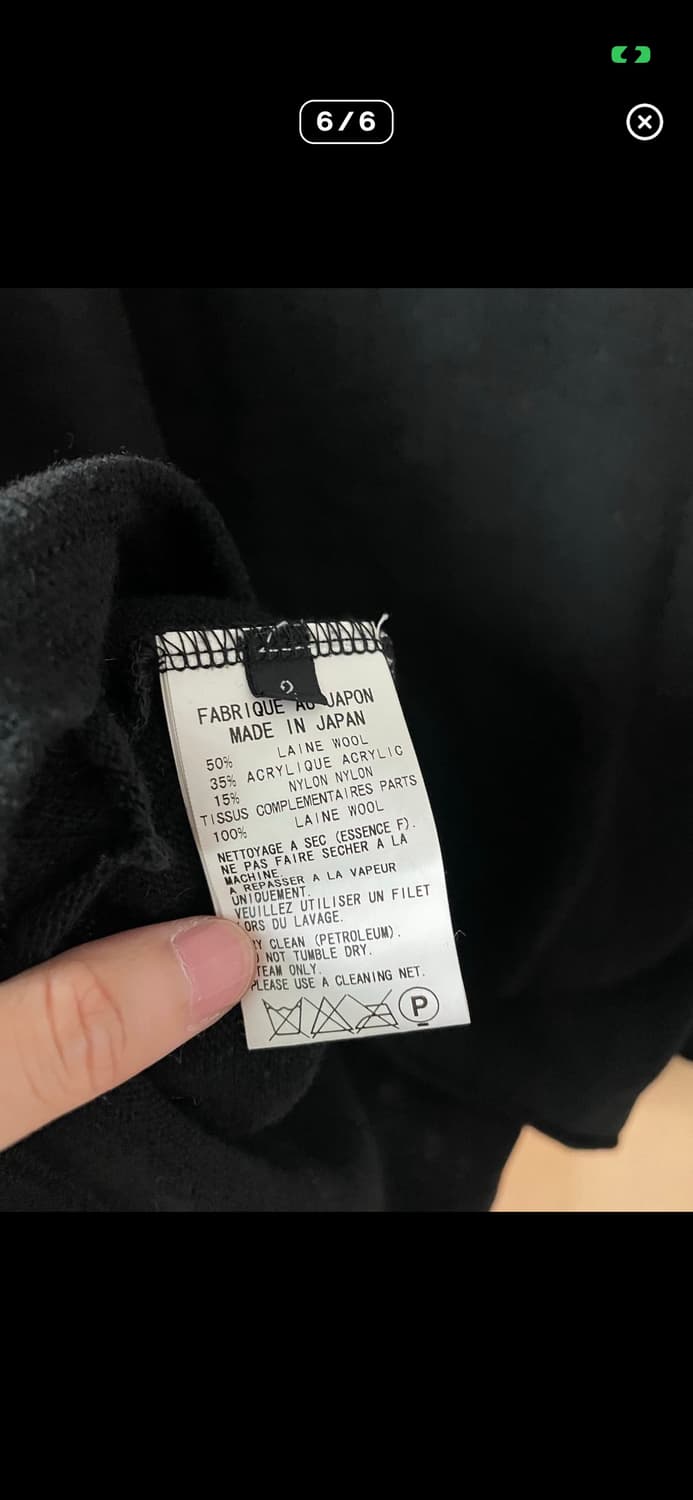 6/6
FABRIQUE AU JAPON
MADE IN JAPAN
50% LAINE WOOL
35% ACRYLIQUE ACRYLIC
15% NYLON NYLON
TISSUS COMPLEMENTAIRES PARTS
100% LAINE WOOL
NETTOYAGE A SEC (ESSENCE F).
NE PAS FAIRE SECHER A LA
MACHINE.
A REPASSER A LA VAPEUR
UNIQUEMENT.
VEUILLEZ UTILISER UN FILET
LORS DU LAVAGE.
CLEAN (PETROLEUM).
NOT TUMBLE DRY.
STEAM ONLY.
PLEASE USE A CLEANING NET.
P